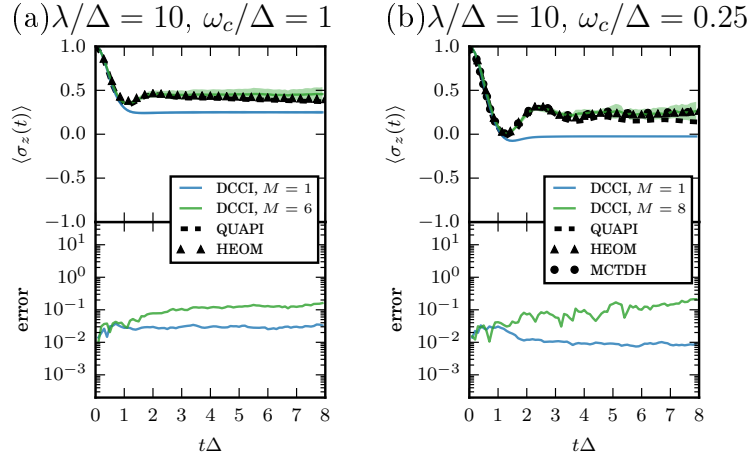 (a) λ/Δ = 10, ω_c/Δ = 1
1.0
0.5
0.0
−0.5
−1.0
⟨σ_z(t)⟩
DCCI, M = 1
DCCI, M = 6
QUAPI
HEOM
10^1
10^0
10^−1
10^−2
10^−3
error
0 1 2 3 4 5 6 7 8
tΔ
(b) λ/Δ = 10, ω_c/Δ = 0.25
1.0
0.5
0.0
−0.5
−1.0
⟨σ_z(t)⟩
DCCI, M = 1
DCCI, M = 8
QUAPI
HEOM
MCTDH
10^1
10^0
10^−1
10^−2
10^−3
error
0 1 2 3 4 5 6 7 8
tΔ